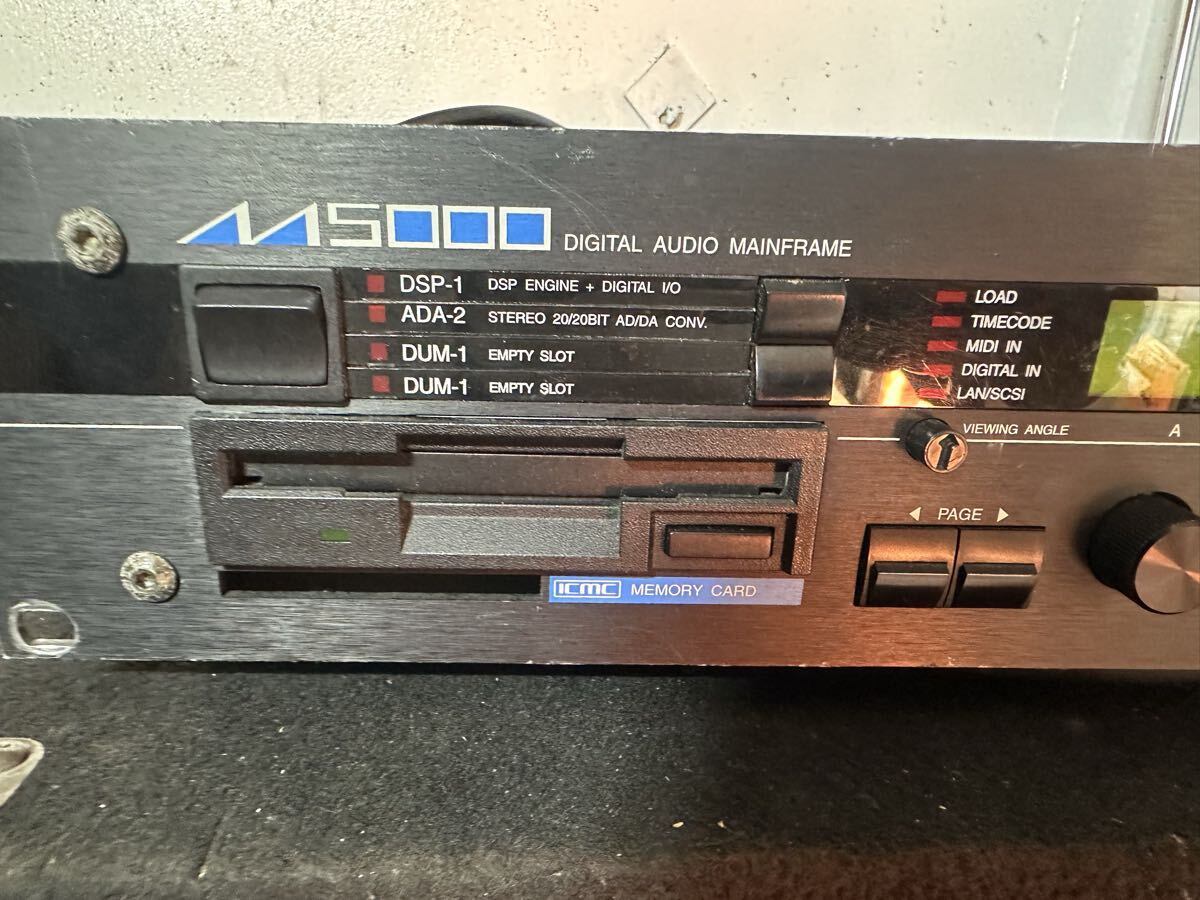 M5000 DIGITAL AUDIO MAINFRAME
DSP-1 DSP ENGINE + DIGITAL I/O
ADA-2 STEREO 20/20BIT AD/DA CONV.
DUM-1 EMPTY SLOT
DUM-1 EMPTY SLOT
LOAD
TIMECODE
MIDI IN
DIGITAL IN
LAN/SCSI
VIEWING ANGLE
A
◀ PAGE ▶
ICMC MEMORY CARD